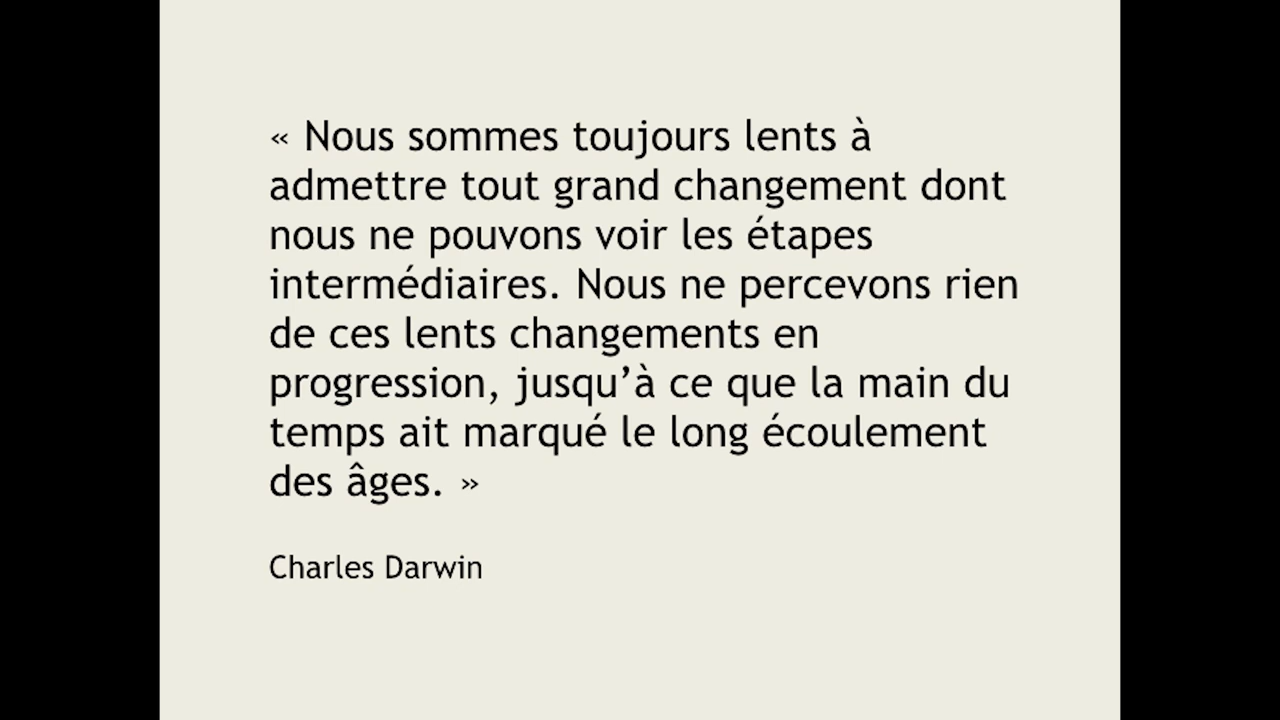 « Nous sommes toujours lents à
admettre tout grand changement dont
nous ne pouvons voir les étapes
intermédiaires. Nous ne percevons rien
de ces lents changements en
progression, jusqu’à ce que la main du
temps ait marqué le long écoulement
des âges. »
Charles Darwin